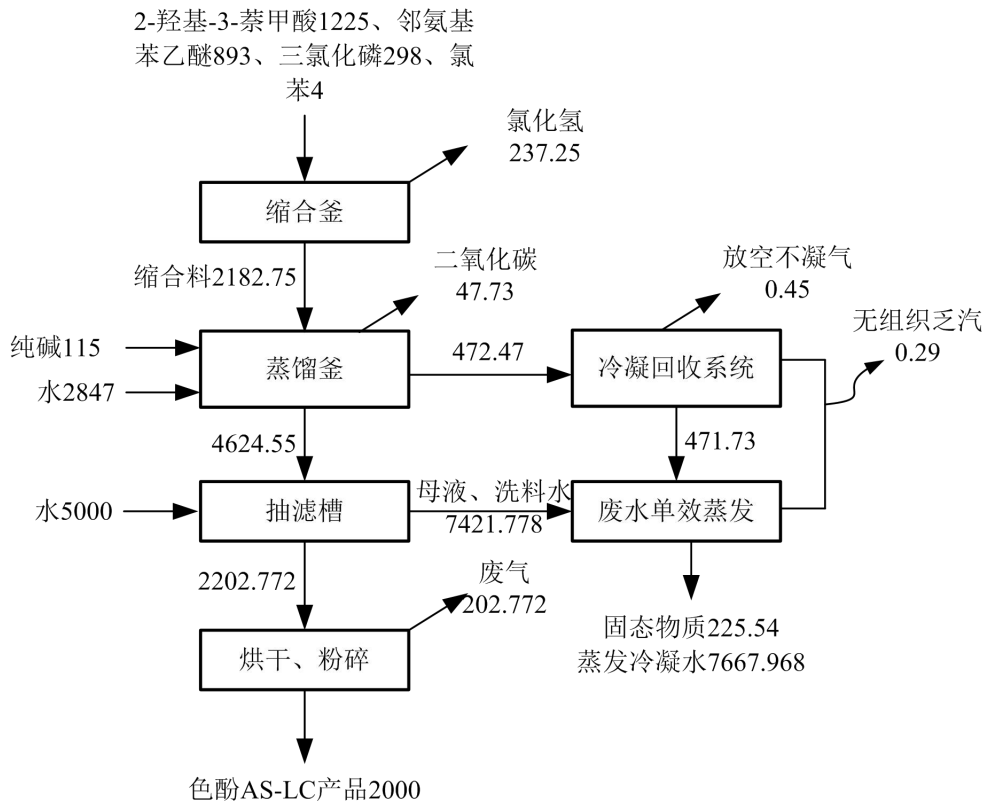 2-羟基-3-萘甲酸1225、邻氨基
苯乙醚893、三氯化磷298、氯
苯4
氯化氢
237.25
缩合釜
缩合料2182.75
二氧化碳
47.73
放空不凝气
0.45
无组织乏汽
0.29
纯碱115
水2847
蒸馏釜
472.47
冷凝回收系统
4624.55
471.73
水5000
抽滤槽
母液、洗料水
7421.778
废水单效蒸发
2202.772
废气
202.772
烘干、粉碎
固态物质225.54
蒸发冷凝水7667.968
色酚AS-LC产品2000